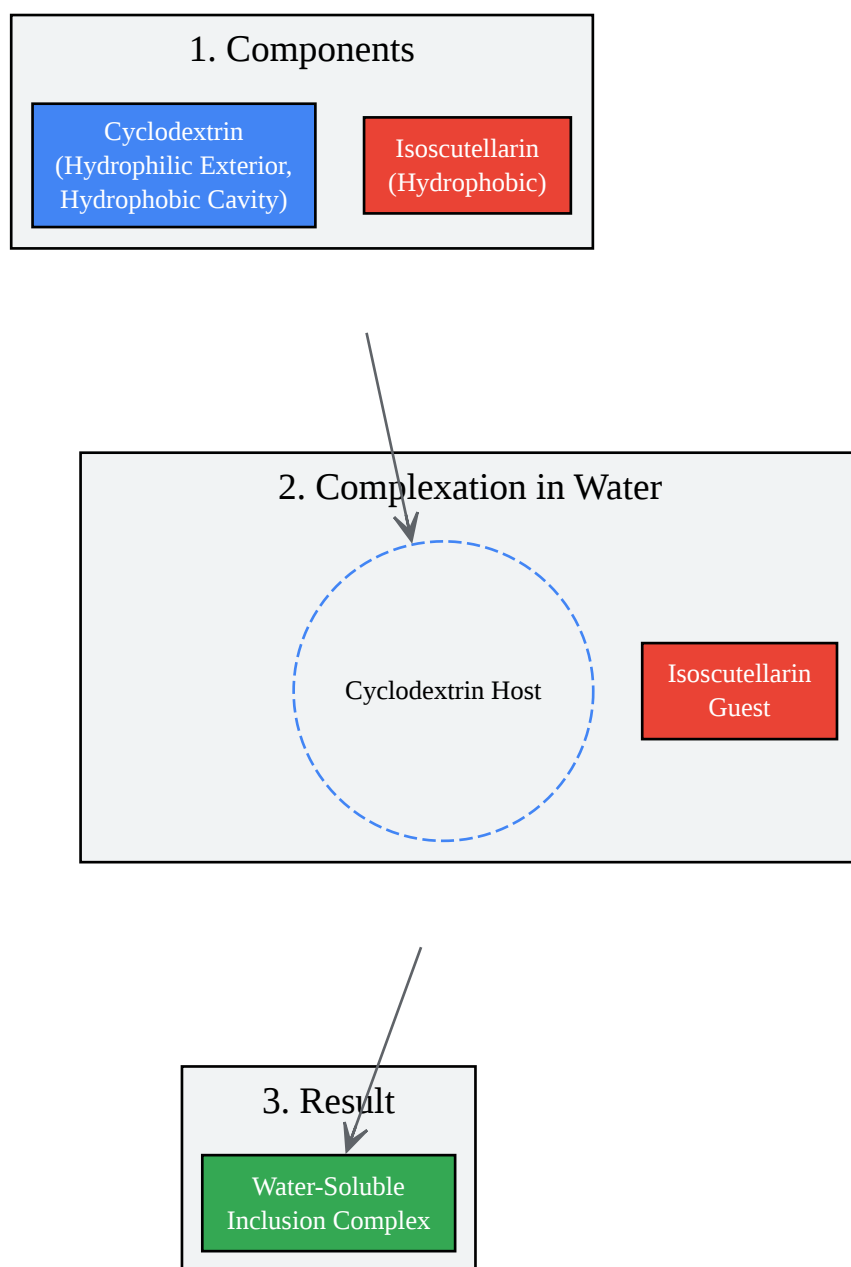 1. Components
Cyclodextrin
(Hydrophilic Exterior,
Hydrophobic Cavity)
Isoscutellarin
(Hydrophobic)
2. Complexation in Water
Cyclodextrin Host
Isoscutellarin
Guest
3. Result
Water-Soluble
Inclusion Complex